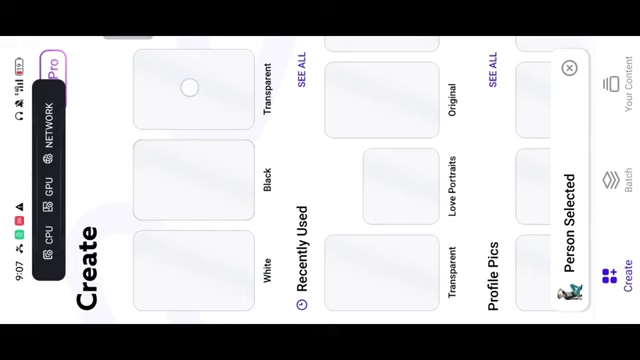 9:07
19
CPU GPU NETWORK
Pro
Create
White Black Transparent
Recently Used SEE ALL
Transparent Love Portraits Original
Profile Pics SEE ALL
Person Selected
Create Batch Your Content